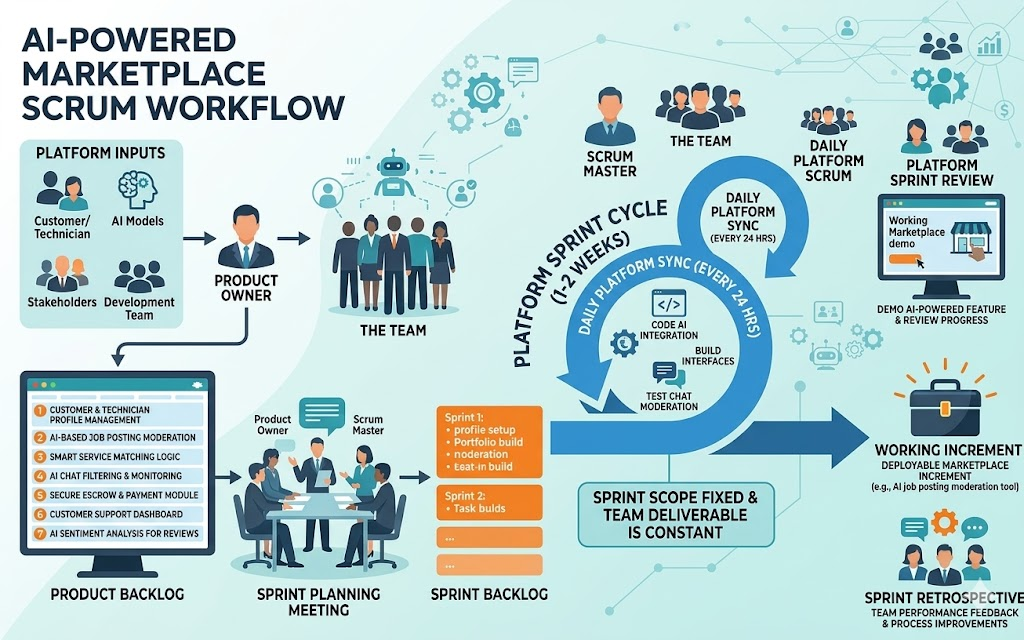 AI-POWERED
MARKETPLACE
SCRUM WORKFLOW
PLATFORM INPUTS
Customer/
Technician
AI Models
Stakeholders
Development
Team
PRODUCT
OWNER
THE TEAM
SCRUM
MASTER
THE TEAM
DAILY
PLATFORM
SCRUM
PLATFORM
SPRINT REVIEW
Working
Marketplace
demo
DEMO AI-POWERED FEATURE
& REVIEW PROGRESS
PLATFORM SPRINT CYCLE
(1-2 WEEKS)
DAILY
PLATFORM
SYNC
(EVERY 24 HRS)
DAILY PLATFORM SYNC (EVERY 24 HRS)
</>
CODE AI
INTEGRATION
BUILD
INTERFACES
TEST CHAT
MODERATION
1 CUSTOMER & TECHNICIAN
PROFILE MANAGEMENT
2 AI-BASED JOB POSTING MODERATION
3 SMART SERVICE MATCHING LOGIC
4 AI CHAT FILTERING & MONITORING
5 SECURE ESCROW & PAYMENT MODULE
6 CUSTOMER SUPPORT DASHBOARD
7 AI SENTIMENT ANALYSIS FOR REVIEWS
PRODUCT BACKLOG
Product
Owner
Scrum
Master
SPRINT PLANNING
MEETING
Sprint 1:
• profile setup
• Portfolio build
• noderation
• Eeat-in build
Sprint 2:
• Task bulds
...
...
SPRINT BACKLOG
SPRINT SCOPE FIXED &
TEAM DELIVERABLE
IS CONSTANT
WORKING INCREMENT
DEPLOYABLE MARKETPLACE
INCREMENT
(e.g., AI job posting moderation tool)
SPRINT RETROSPECTIVE
TEAM PERFORMANCE FEEDBACK
& PROCESS IMPROVEMENTS
$